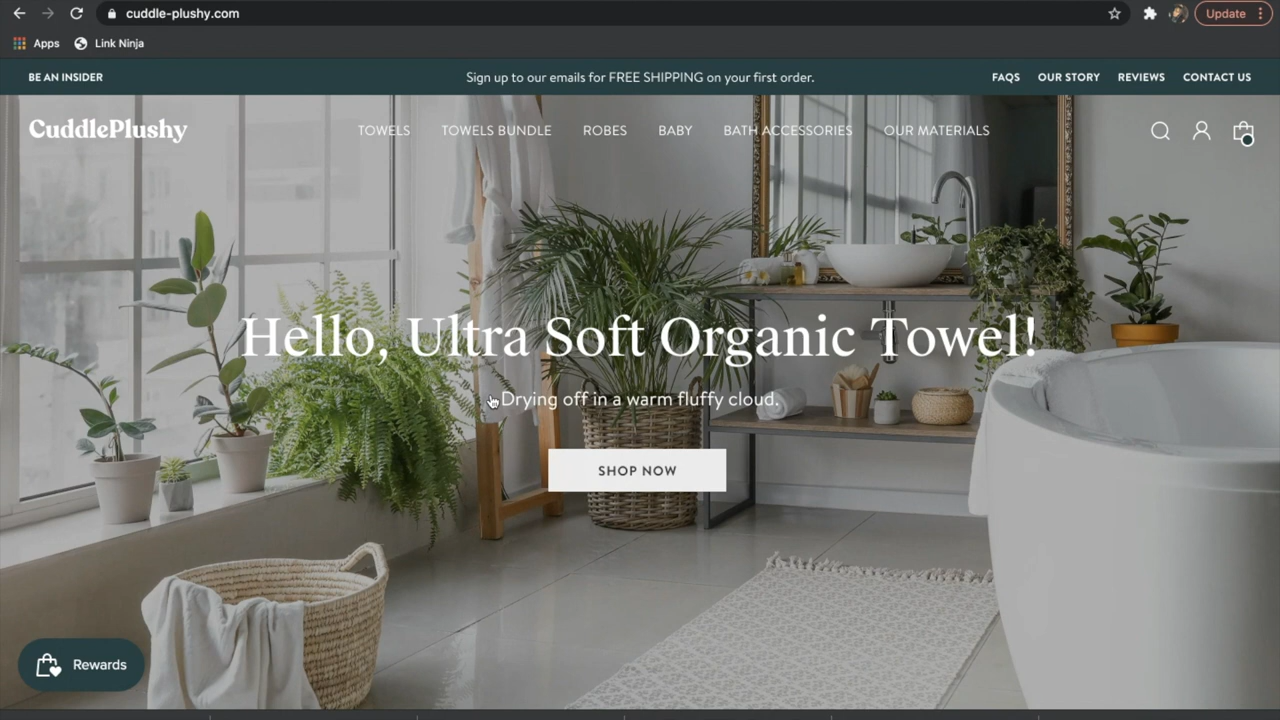 cuddle-plushy.com
Update
Apps
Link Ninja
BE AN INSIDER
Sign up to our emails for FREE SHIPPING on your first order.
FAQS
OUR STORY
REVIEWS
CONTACT US
CuddlePlushy
TOWELS
TOWELS BUNDLE
ROBES
BABY
BATH ACCESSORIES
OUR MATERIALS
Hello, Ultra Soft Organic Towel!
Drying off in a warm fluffy cloud.
SHOP NOW
Rewards